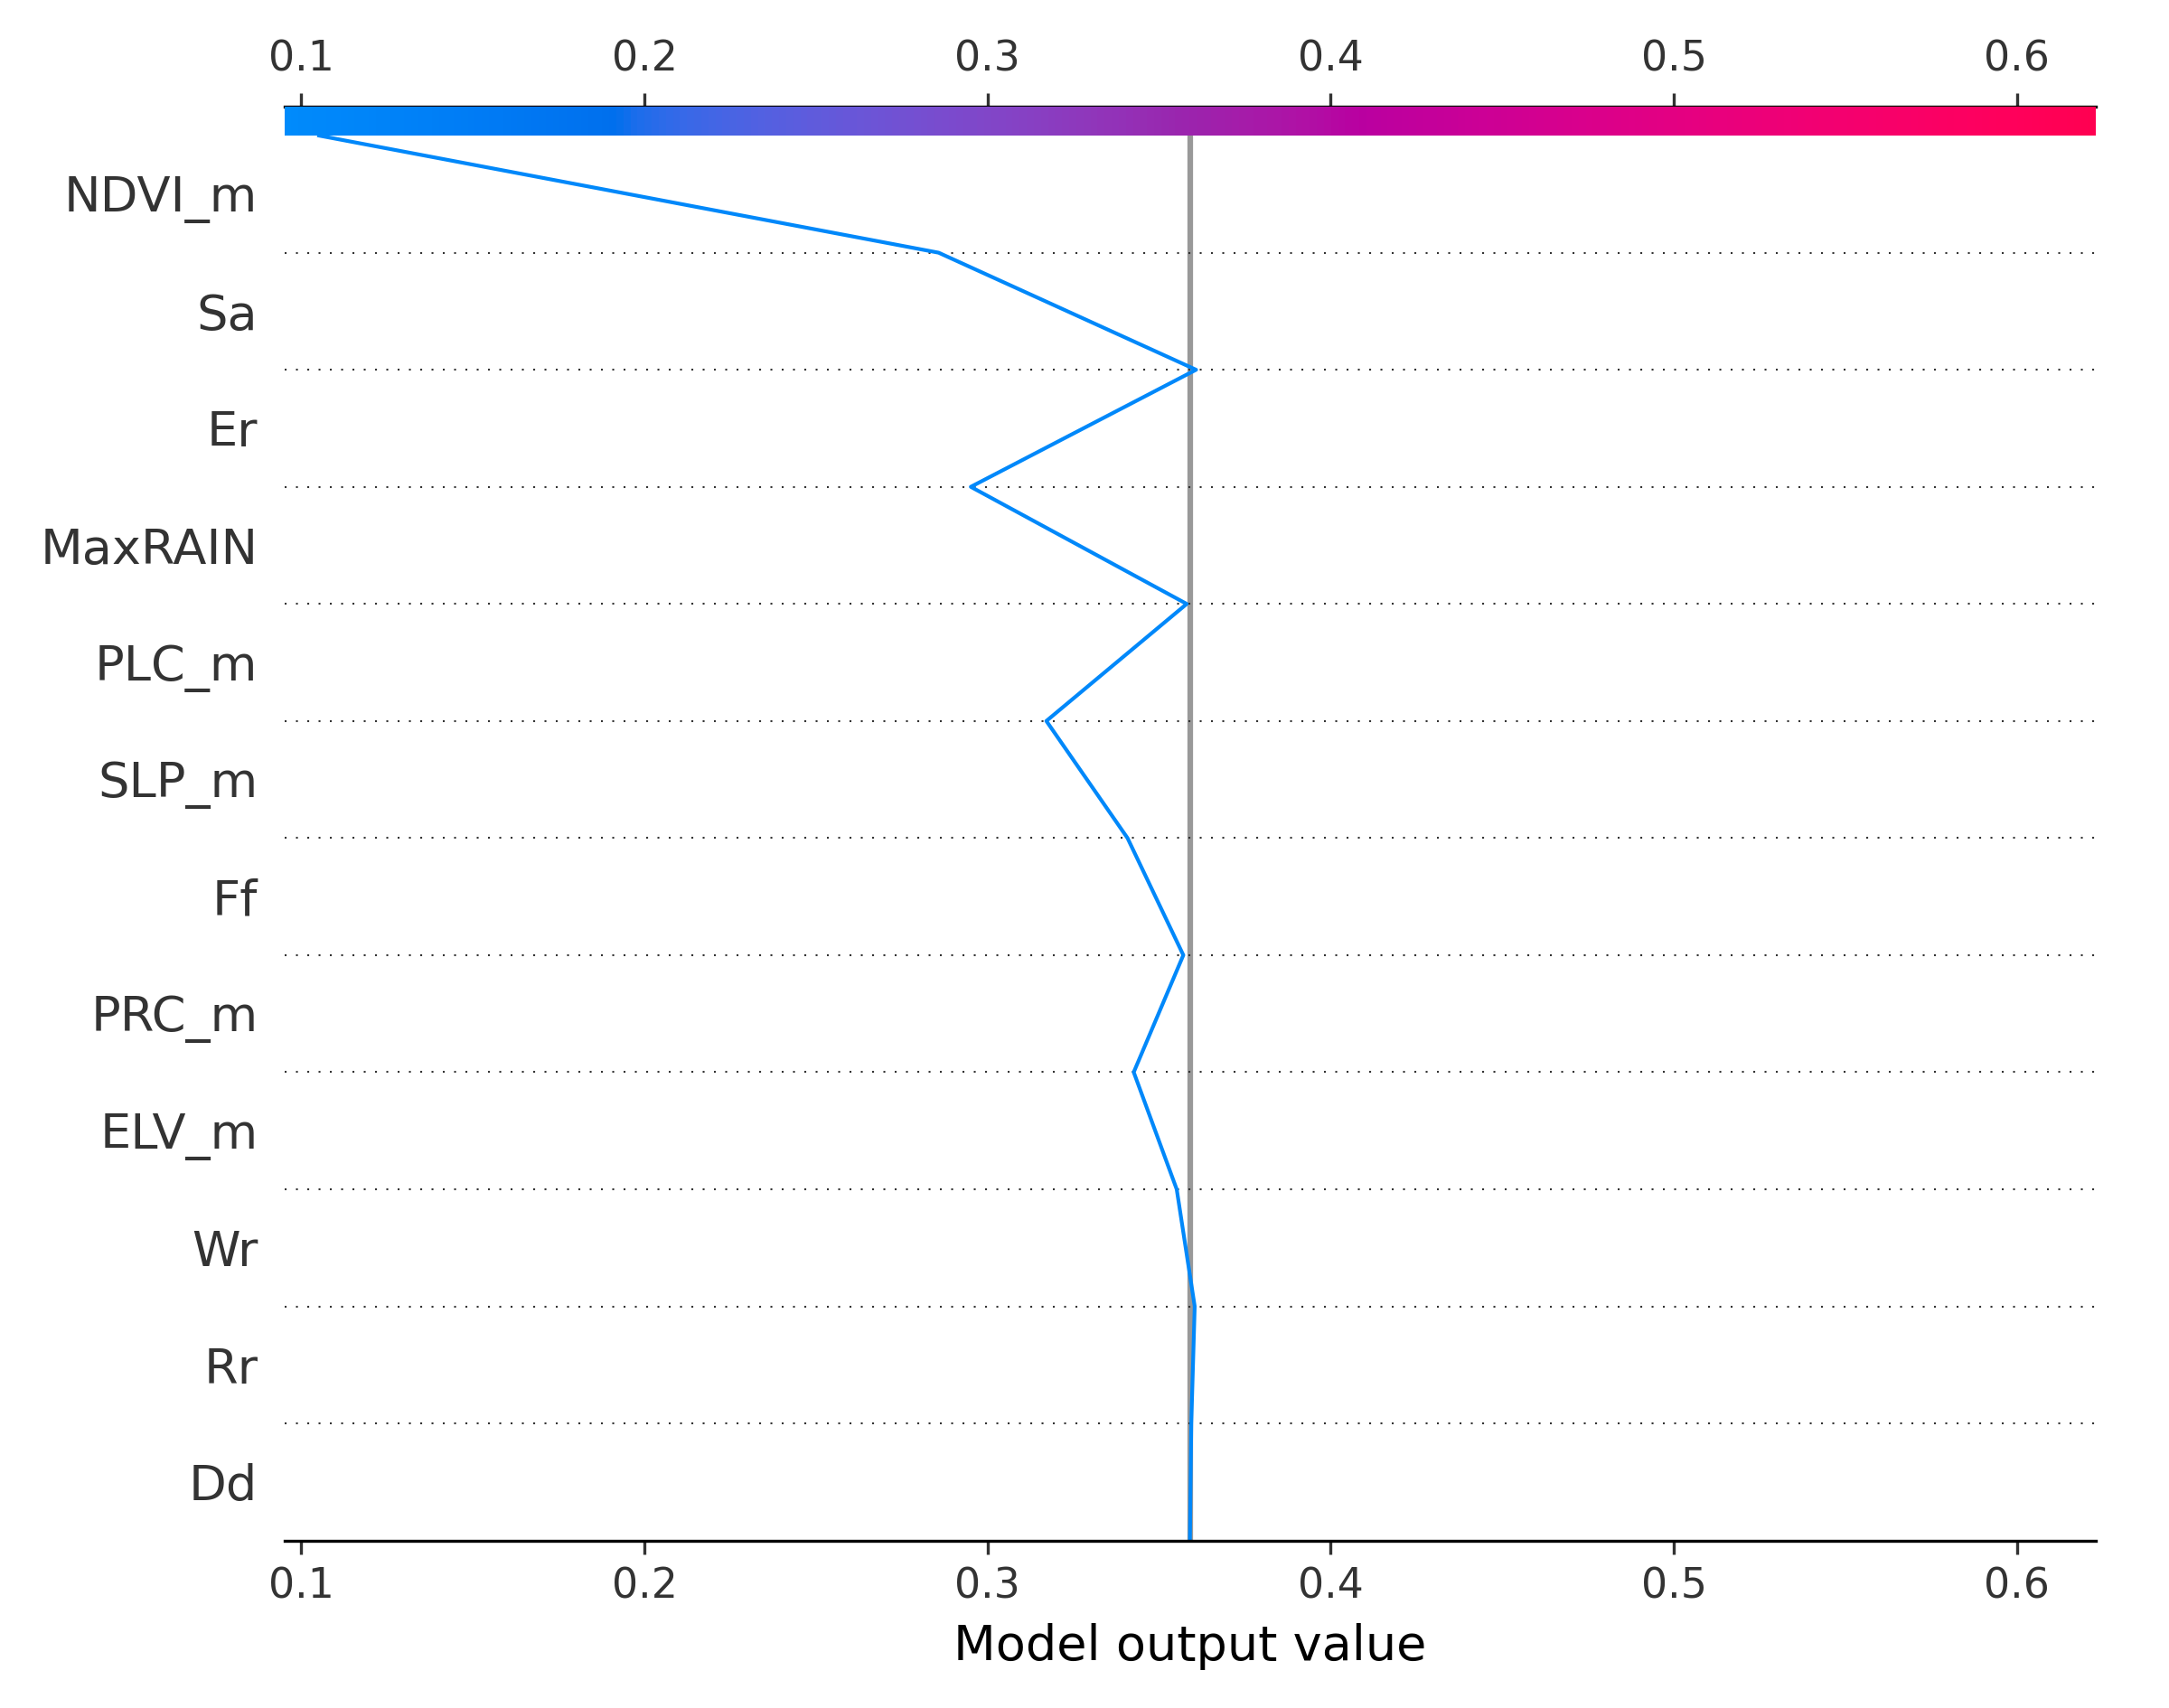 0.1 0.2 0.3 0.4 0.5 0.6
NDVI_m
Sa
Er
MaxRAIN
PLC_m
SLP_m
Ff
PRC_m
ELV_m
Wr
Rr
Dd
0.1 0.2 0.3 0.4 0.5 0.6
Model output value